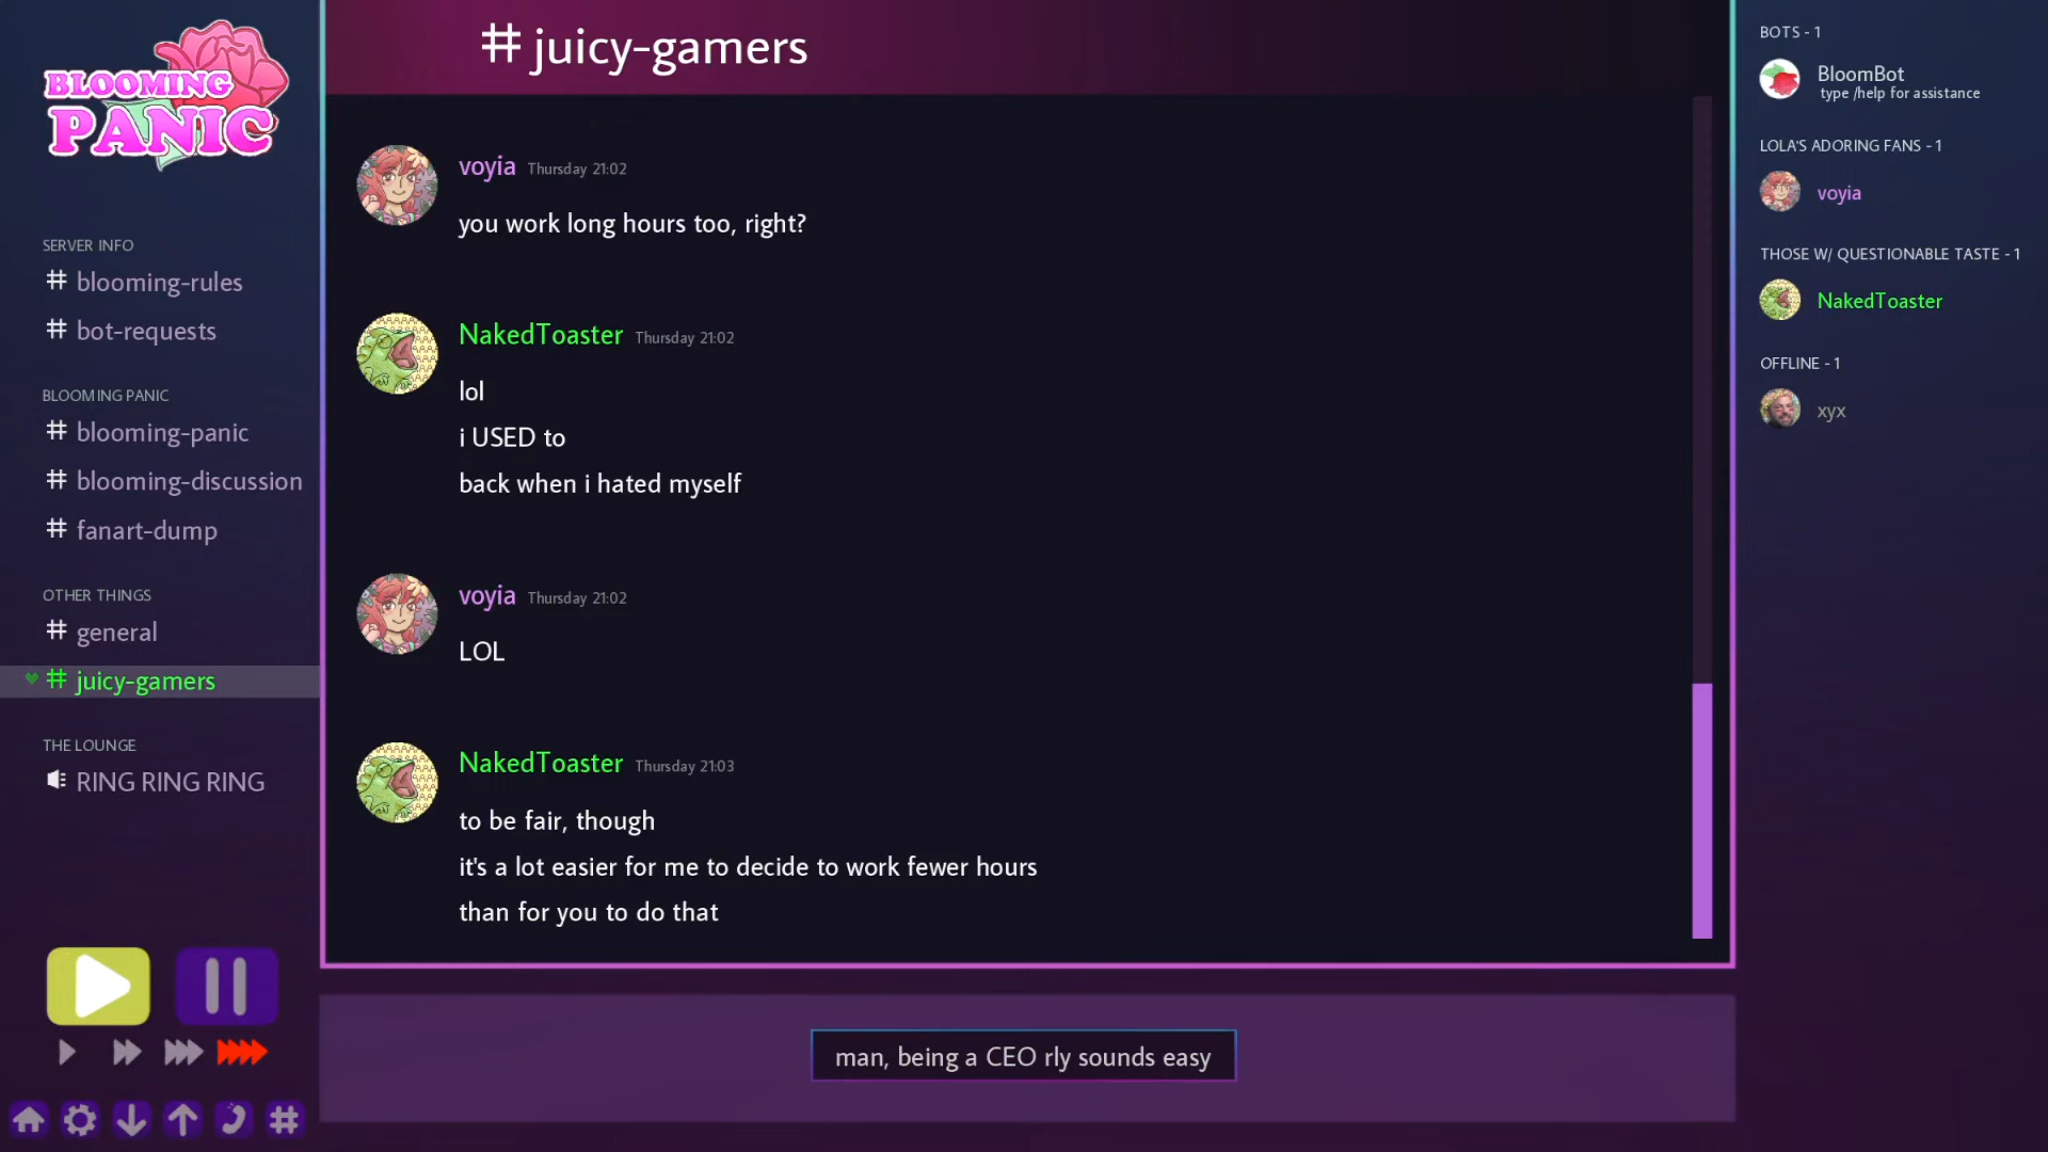 BLOOMING
PANIC
SERVER INFO
# blooming-rules
# bot-requests
BLOOMING PANIC
# blooming-panic
# blooming-discussion
# fanart-dump
OTHER THINGS
# general
# juicy-gamers
THE LOUNGE
RING RING RING
# juicy-gamers
voyia Thursday 21:02
you work long hours too, right?
NakedToaster Thursday 21:02
lol
i USED to
back when i hated myself
voyia Thursday 21:02
LOL
NakedToaster Thursday 21:03
to be fair, though
it's a lot easier for me to decide to work fewer hours
than for you to do that
man, being a CEO rly sounds easy
BOTS - 1
BloomBot
type /help for assistance
LOLA'S ADORING FANS - 1
voyia
THOSE W/ QUESTIONABLE TASTE - 1
NakedToaster
OFFLINE - 1
xyx